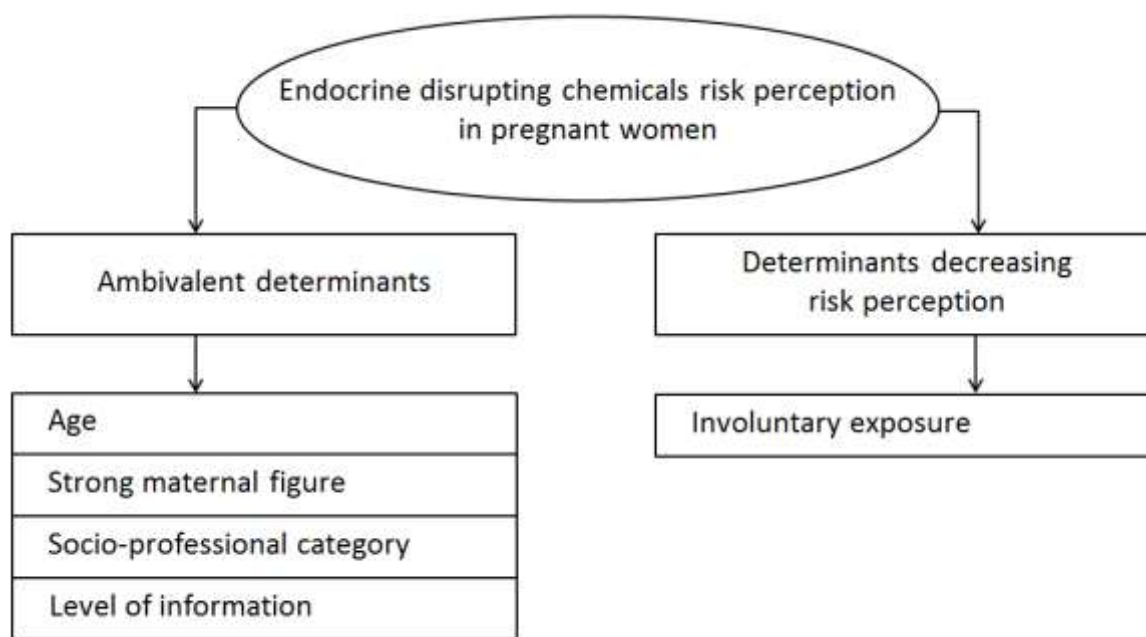 Endocrine disrupting chemicals risk perception
in pregnant women
Ambivalent determinants
Determinants decreasing
risk perception
Age
Strong maternal figure
Socio-professional category
Level of information
Involuntary exposure